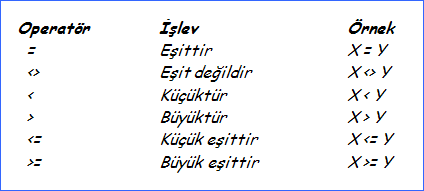 Operatör İşlev Örnek
= Eşittir X = Y
<> Eşit değildir X <> Y
< Küçüktür X < Y
> Büyüktür X > Y
<= Küçük eşittir X <= Y
>= Büyük eşittir X >= Y